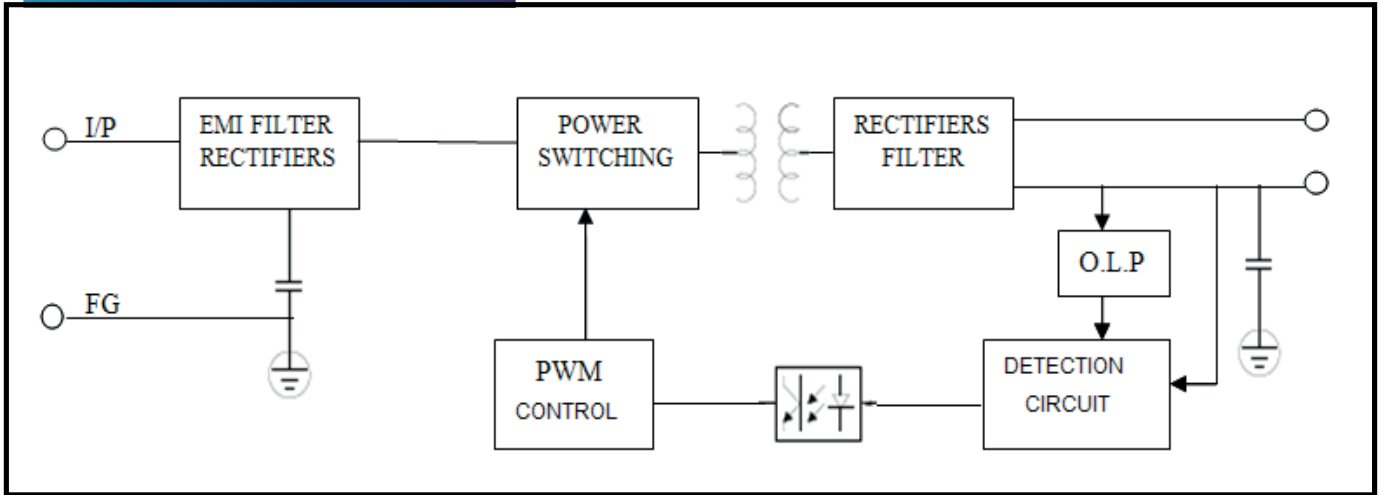 I/P
EMI FILTER
RECTIFIERS
POWER
SWITCHING
RECTIFIERS
FILTER
O.L.P
FG
PWM
CONTROL
DETECTION
CIRCUIT